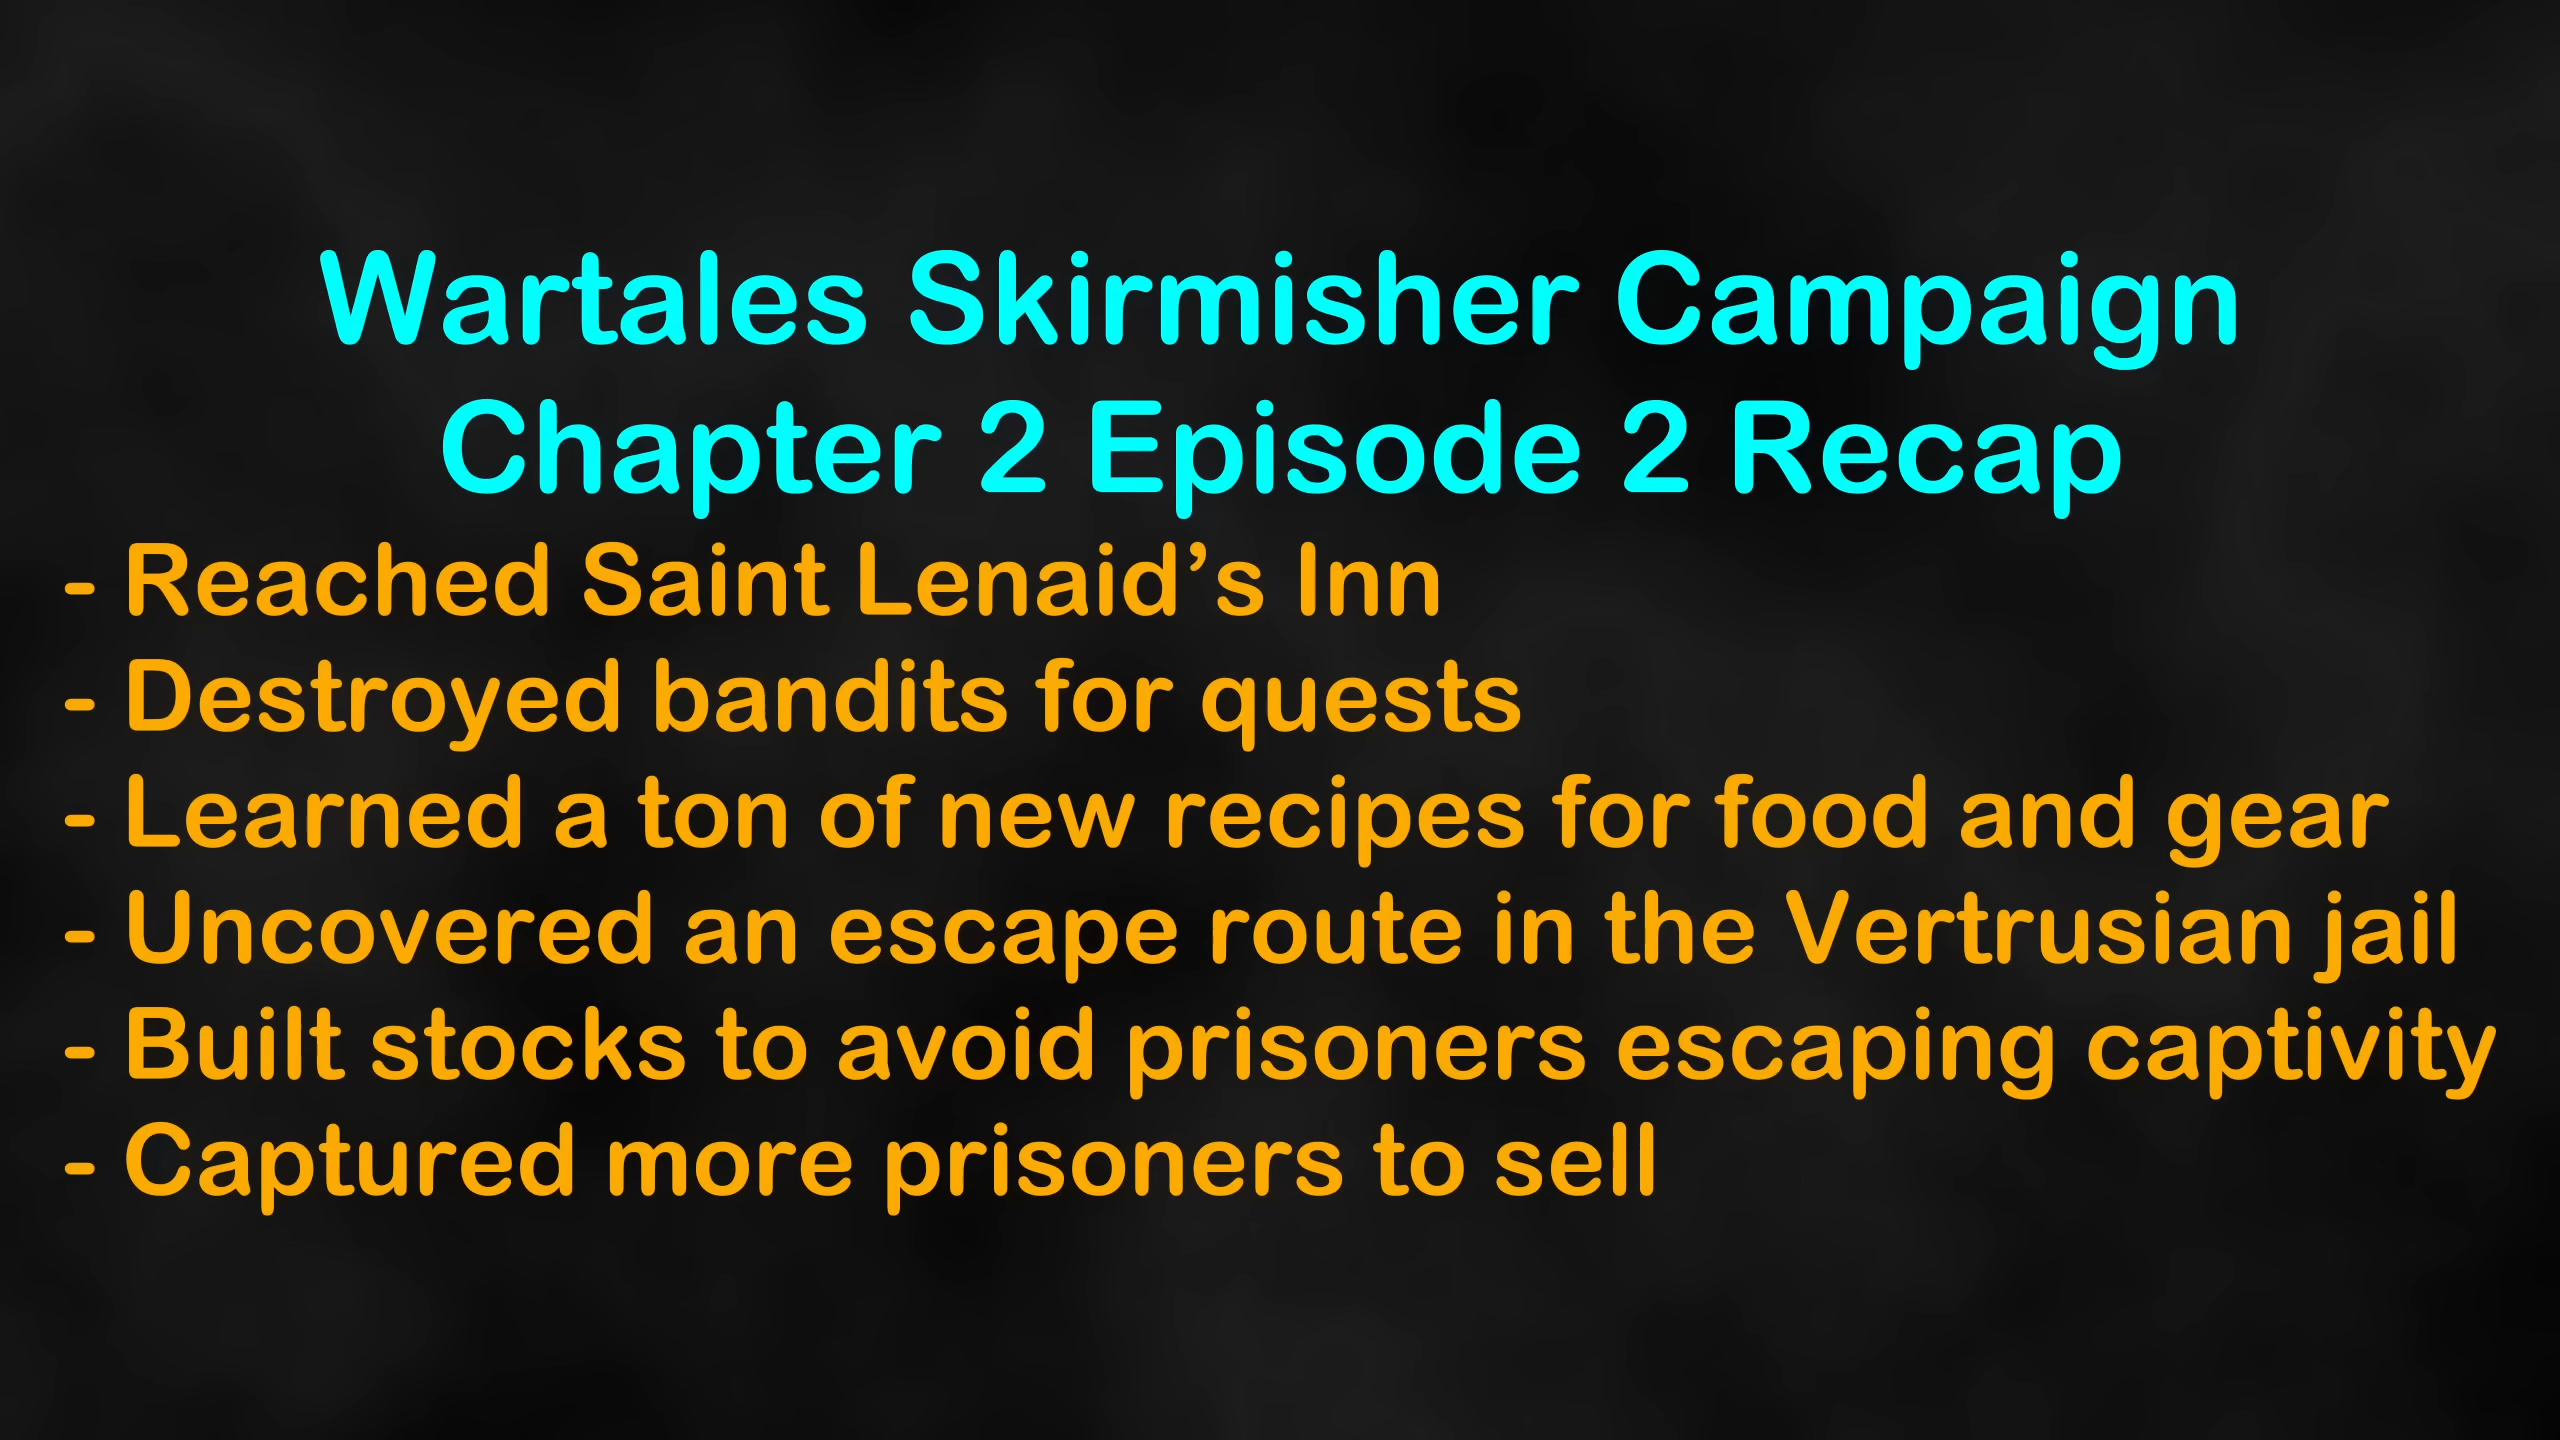 Wartales Skirmisher Campaign
Chapter 2 Episode 2 Recap
- Reached Saint Lenaid’s Inn
- Destroyed bandits for quests
- Learned a ton of new recipes for food and gear
- Uncovered an escape route in the Vertrusian jail
- Built stocks to avoid prisoners escaping captivity
- Captured more prisoners to sell